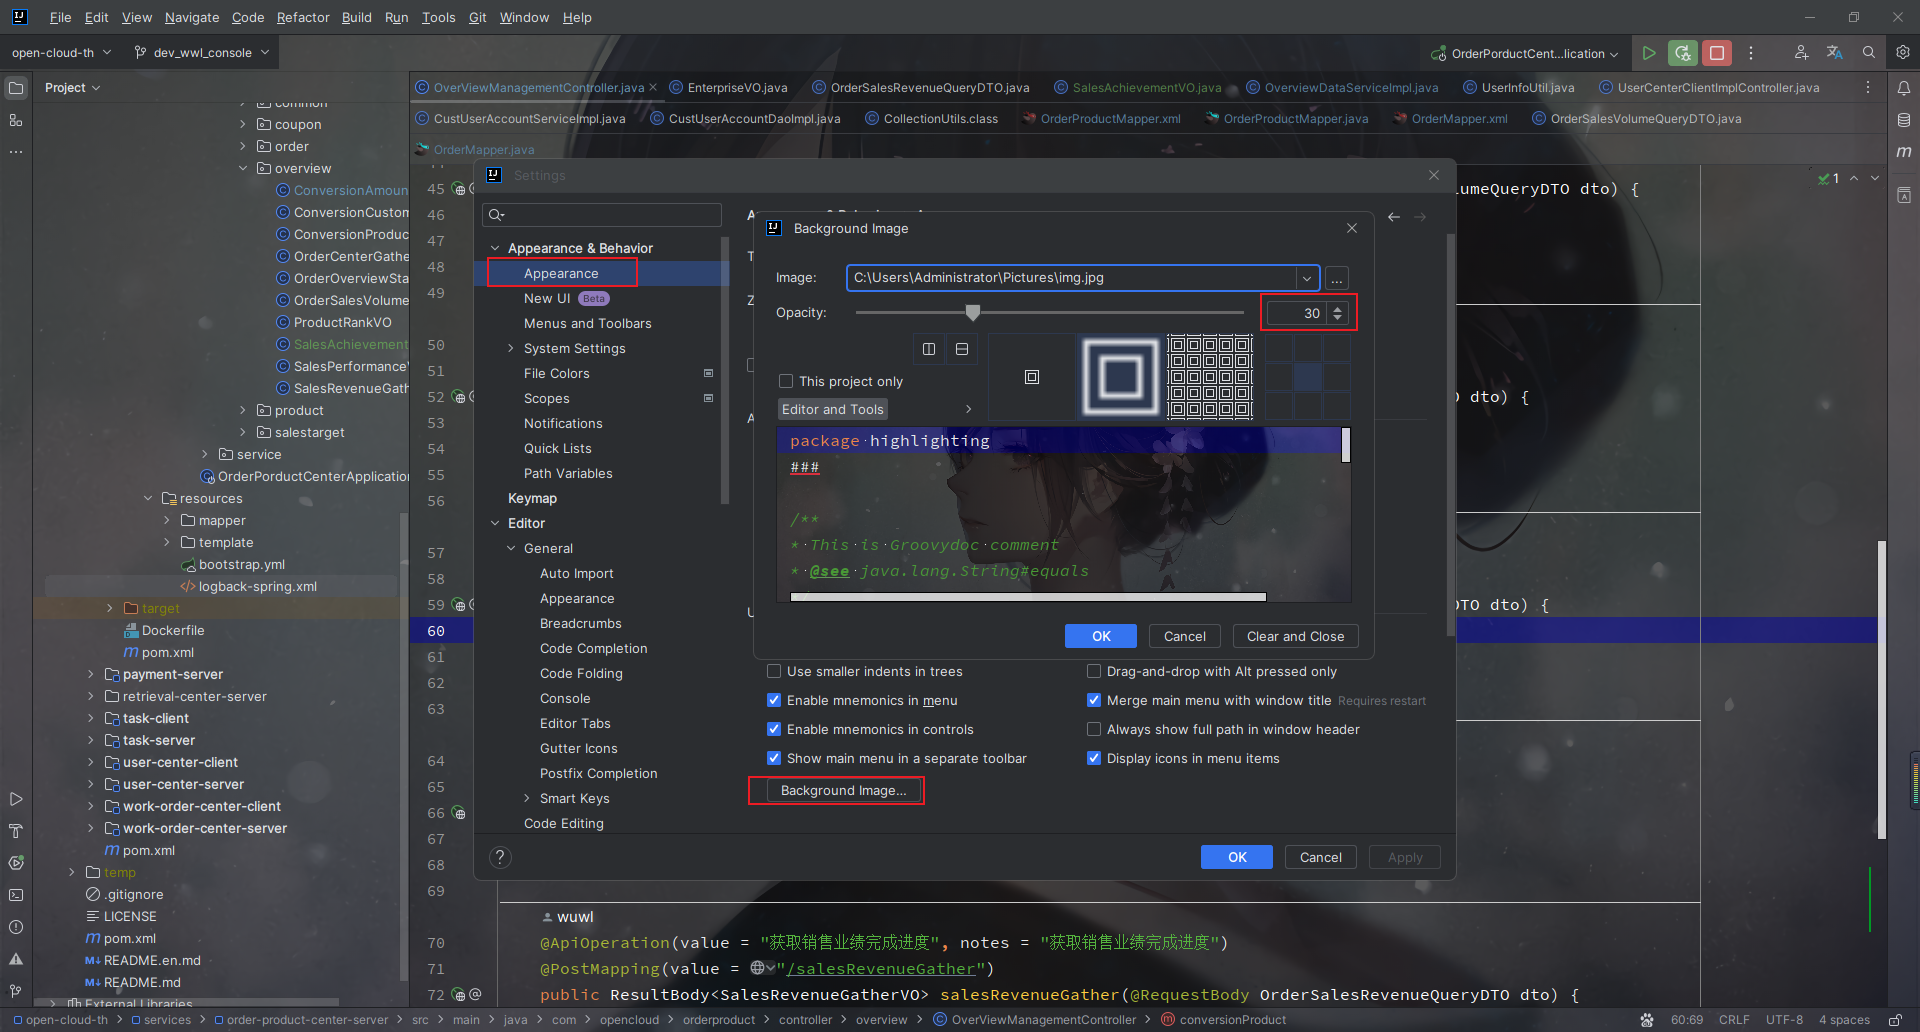 File Edit View Navigate Code Refactor Build Run Tools Git Window Help
open-cloud-th dev_wwl_console OrderPorductCent...lication
Project
OverViewManagementController.java EnterpriseVO.java OrderSalesRevenueQueryDTO.java SalesAchievementVO.java OverviewDataServiceImpl.java UserInfoUtil.java UserCenterClientImplController.java
CustUserAccountServiceImpl.java CustUserAccountDaoImpl.java CollectionUtils.class OrderProductMapper.xml OrderProductMapper.java OrderMapper.xml OrderSalesVolumeQueryDTO.java
OrderMapper.java
common
coupon
order
overview
ConversionAmoun
ConversionCustom
ConversionProduc
OrderCenterGathe
OrderOverviewSta
OrderSalesVolume
ProductRankVO
SalesAchievement
SalesPerformance
SalesRevenueGath
product
salestarget
service
OrderPorductCenterApplication
resources
mapper
template
bootstrap.yml
logback-spring.xml
target
Dockerfile
pom.xml
payment-server
retrieval-center-server
task-client
task-server
user-center-client
user-center-server
work-order-center-client
work-order-center-server
pom.xml
temp
.gitignore
LICENSE
pom.xml
README.en.md
README.md
External Libraries
45 umeQueryDTO dto) {
46
47
48
49
50
51
52 dto) {
53
54
55
56
57
58
59 TO dto) {
60
61
62
63
64
65
66
67
68
69
1
Settings
Appearance & Behavior
Appearance
New UI Beta
Menus and Toolbars
System Settings
File Colors
Scopes
Notifications
Quick Lists
Path Variables
Keymap
Editor
General
Auto Import
Appearance
Breadcrumbs
Code Completion
Code Folding
Console
Editor Tabs
Gutter Icons
Postfix Completion
Smart Keys
Code Editing
Background Image
Image: C:\Users\Administrator\Pictures\img.jpg ...
Opacity: 30
This project only
Editor and Tools
package highlighting
###
/**
* This is Groovydoc comment
* @see java.lang.String#equals
OK Cancel Clear and Close
Use smaller indents in trees Drag-and-drop with Alt pressed only
Enable mnemonics in menu Merge main menu with window title Requires restart
Enable mnemonics in controls Always show full path in window header
Show main menu in a separate toolbar Display icons in menu items
Background Image...
? OK Cancel Apply
wuwl
70 @ApiOperation(value = "获取销售业绩完成进度", notes = "获取销售业绩完成进度")
71 @PostMapping(value = "/salesRevenueGather")
72 public ResultBody<SalesRevenueGatherVO> salesRevenueGather(@RequestBody OrderSalesRevenueQueryDTO dto) {
open-cloud-th services order-product-center-server src main java com opencloud orderproduct controller overview OverViewManagementController conversionProduct 60:69 CRLF UTF-8 4 spaces